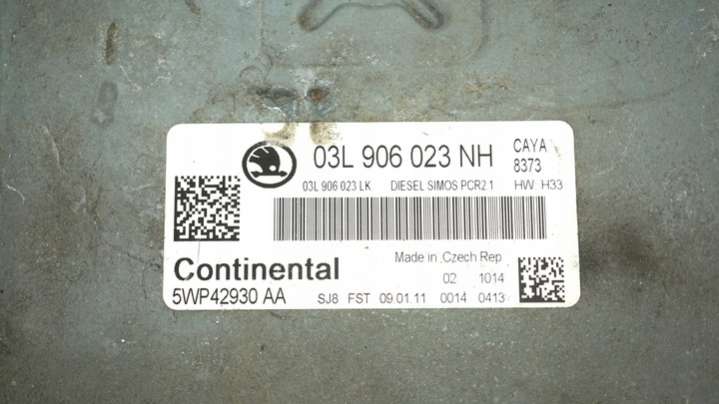 03L 906 023 NH CAYA
8373
03L 906 023 LK DIESEL SIMOS PCR2 1 HW H33
Continental Made in .Czech Rep
02 1014
5WP42930 AA SJ8 FST 09.01.11 0014 0413